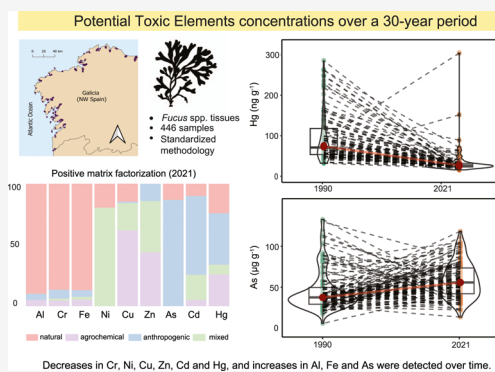 Potential Toxic Elements concentrations over a 30-year period
0 20 40 km
Galicia
(NW Spain)
Atlantic Ocean
• Fucus spp. tissues
• 446 samples
• Standardized
methodology
Positive matrix factorization (2021)
100
50
0
Al Cr Fe Ni Cu Zn As Cd Hg
natural agrochemical anthropogenic mixed
Hg (ng g⁻¹)
300
200
100
0
1990 2021
As (µg g⁻¹)
100
50
0
1990 2021
Decreases in Cr, Ni, Cu, Zn, Cd and Hg, and increases in Al, Fe and As were detected over time.